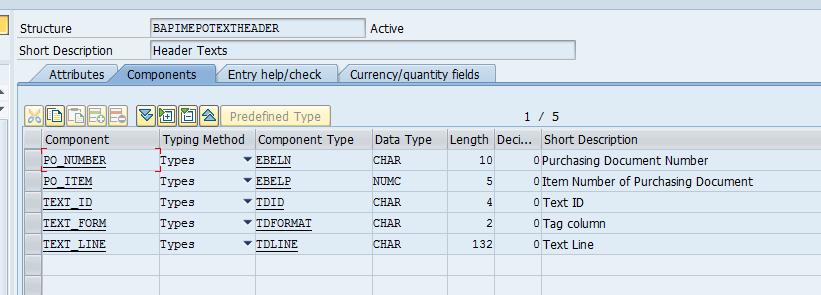 Structure BAPIMEPOTEXTHEADER Active
Short Description Header Texts
Attributes Components Entry help/check Currency/quantity fields
Predefined Type 1 / 5
Component Typing Method Component Type Data Type Length Deci... Short Description
PO_NUMBER Types EBELN CHAR 10 0 Purchasing Document Number
PO_ITEM Types EBELP NUMC 5 0 Item Number of Purchasing Document
TEXT_ID Types TDID CHAR 4 0 Text ID
TEXT_FORM Types TDFORMAT CHAR 2 0 Tag column
TEXT_LINE Types TDLINE CHAR 132 0 Text Line